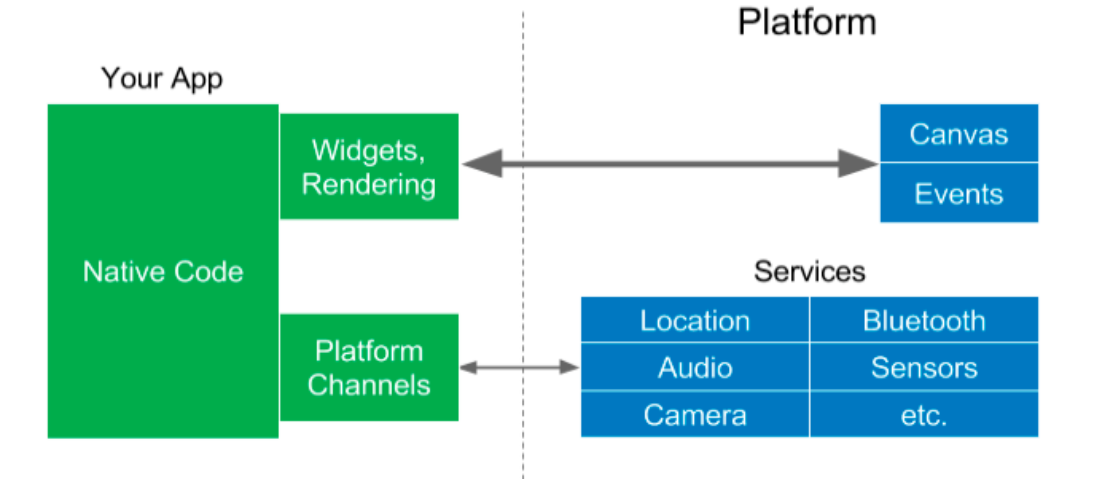 Platform
Your App
Widgets,
Rendering
Canvas
Events
Native Code
Services
Platform
Channels
Location
Bluetooth
Audio
Sensors
Camera
etc.